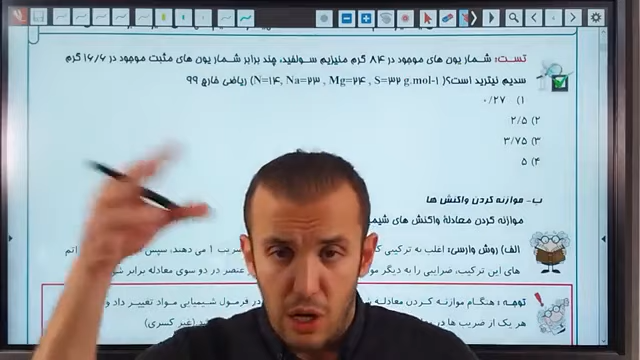 تست: شمار یون های موجود در ۸۴ گرم منیزیم سولفید، چند برابر شمار یون های مثبت موجود در ۱۶/۶ گرم
سدیم نیترید است؟( N=۱۴, Na=۲۳ , Mg=۲۴ , S=۳۲ g.mol-۱) ریاضی خارج ۹۹
۱) ۰/۲۷
۲) ۲/۵
۳) ۳/۷۵
۴) ۵
ب- موازنه کردن واکنش ها
موازنه کردن معادلهٔ واکنش های
الف) روش وارسی: اغلب به ترکیبی ضریب ۱ می دهند، سپس اتم
های این ترکیب، ضرایبی را به دیگر عنصر در دو سوی معادله برابر
توجه: هنگام موازنه کردن معادله در فرمول شیمیایی مواد تغییر داد و
هر یک از ضریب ها در (غیر کسری)